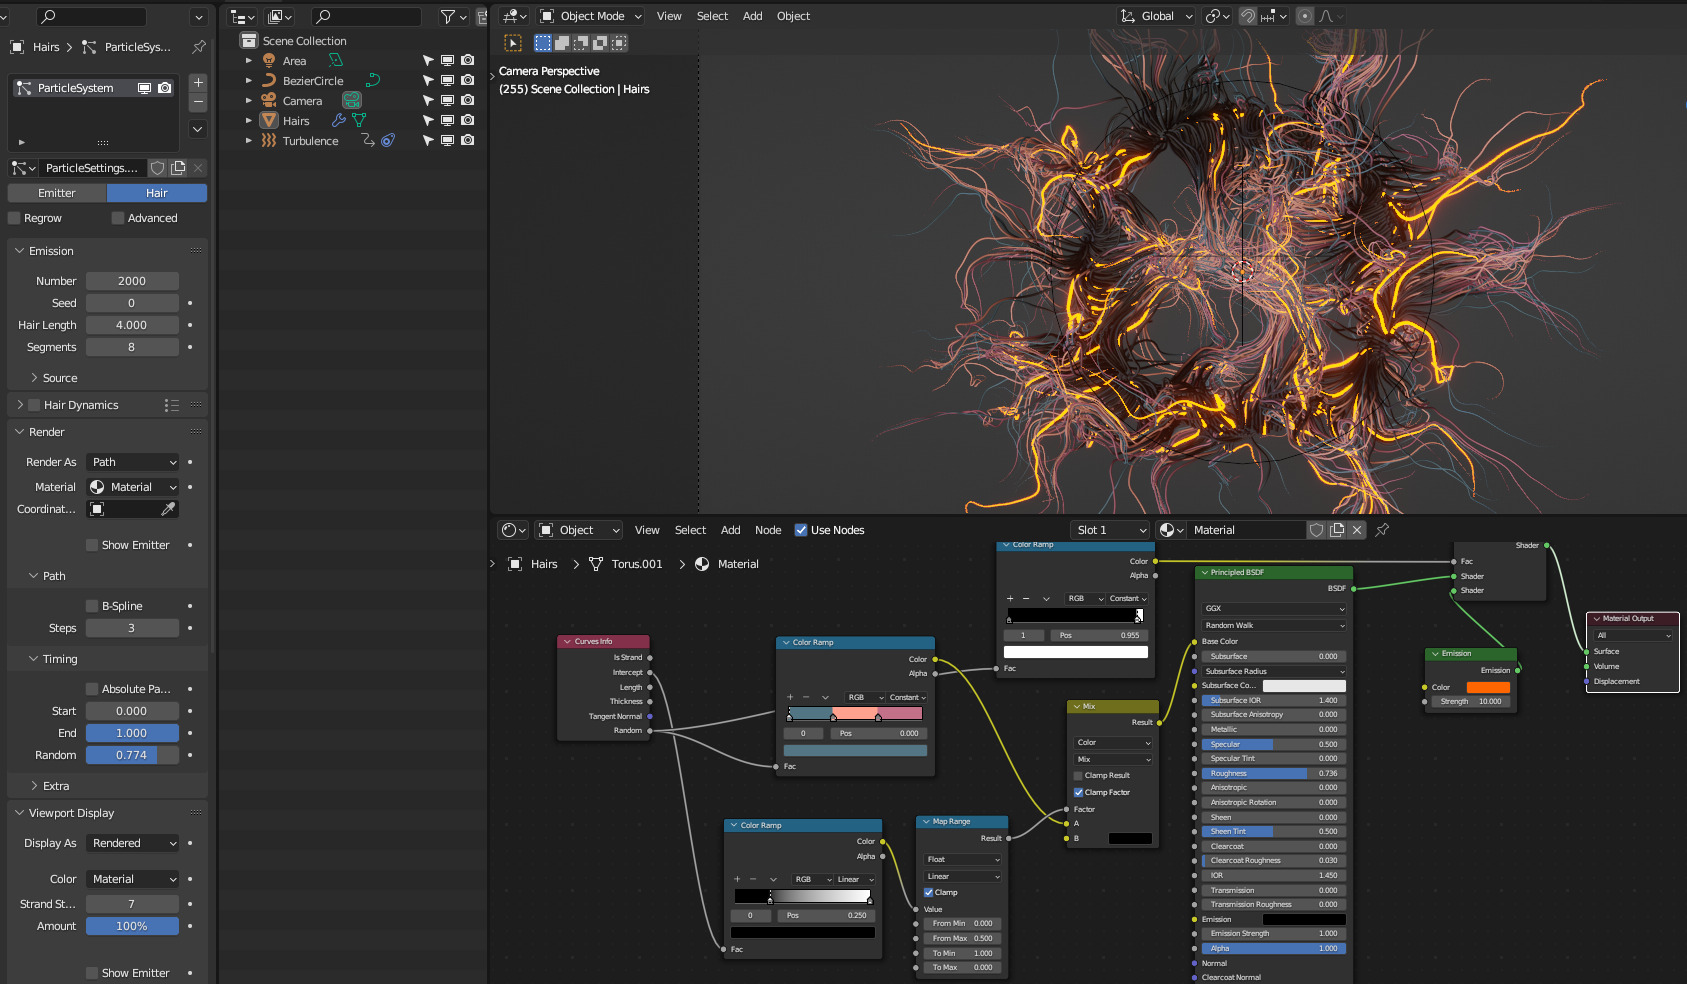 Hairs
ParticleSys...
ParticleSystem
ParticleSettings....
Emitter
Hair
Regrow
Advanced
Emission
Number
2000
Seed
0
Hair Length
4.000
Segments
8
Source
Hair Dynamics
Render
Render As
Path
Material
Material
Coordinat...
Show Emitter
Path
B-Spline
Steps
3
Timing
Absolute Pa...
Start
0.000
End
1.000
Random
0.774
Extra
Viewport Display
Display As
Rendered
Color
Material
Strand St...
7
Amount
100%
Show Emitter
Scene Collection
Area
BezierCircle
Camera
Hairs
Turbulence
Object Mode
View
Select
Add
Object
Global
Camera Perspective
(255) Scene Collection | Hairs
Object
View
Select
Add
Node
Use Nodes
Slot 1
Material
Hairs
Torus.001
Material
Curves Info
Is Strand
Intercept
Length
Thickness
Tangent Normal
Random
Color Ramp
Color
Alpha
RGB
Constant
0
Pos
0.000
Fac
Color Ramp
Color
Alpha
RGB
Linear
0
Pos
0.250
Fac
Map Range
Result
Float
Linear
Clamp
Value
From Min
0.000
From Max
0.500
To Min
1.000
To Max
0.000
Color Ramp
Color
Alpha
RGB
Constant
1
Pos
0.955
Fac
Mix
Result
Color
Mix
Clamp Result
Clamp Factor
Factor
A
B
Principled BSDF
BSDF
GGX
Random Walk
Base Color
Subsurface
0.000
Subsurface Radius
Subsurface Co...
Subsurface IOR
1.400
Subsurface Anisotropy
0.000
Metallic
0.000
Specular
0.500
Specular Tint
0.000
Roughness
0.736
Anisotropic
0.000
Anisotropic Rotation
0.000
Sheen
0.000
Sheen Tint
0.500
Clearcoat
0.000
Clearcoat Roughness
0.030
IOR
1.450
Transmission
0.000
Transmission Roughness
0.000
Emission
Emission Strength
1.000
Alpha
1.000
Normal
Clearcoat Normal
Shader
Fac
Shader
Shader
Emission
Emission
Color
Strength
10.000
Material Output
All
Surface
Volume
Displacement